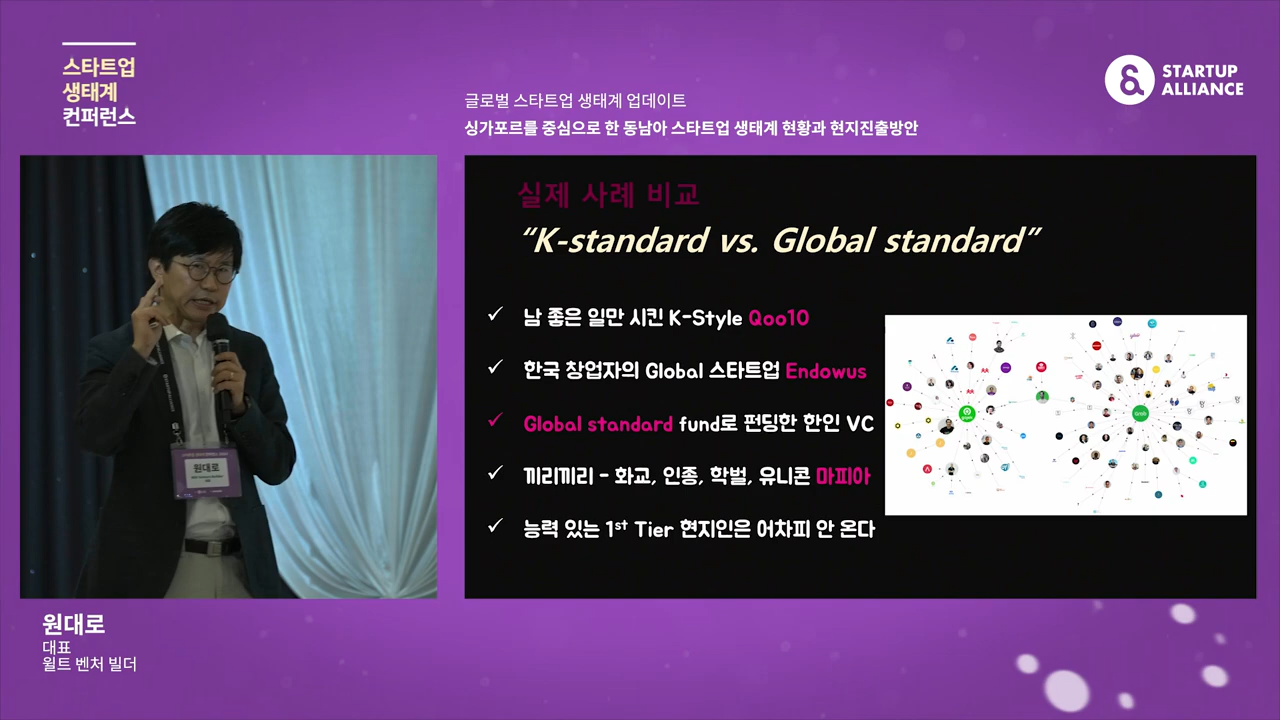 스타트업
생태계
컨퍼런스
글로벌 스타트업 생태계 업데이트
싱가포르를 중심으로 한 동남아 스타트업 생태계 현황과 현지진출방안
STARTUP
ALLIANCE
실제 사례 비교
“K-standard vs. Global standard”
✓ 남 좋은 일만 시킨 K-Style Qoo10
✓ 한국 창업자의 Global 스타트업 Endowus
✓ Global standard fund로 펀딩한 한인 VC
✓ 끼리끼리 - 화교, 인종, 학벌, 유니콘 마피아
✓ 능력 있는 1st Tier 현지인은 어차피 안 온다
Grab
원대로
원대로
대표
윌트 벤처 빌더